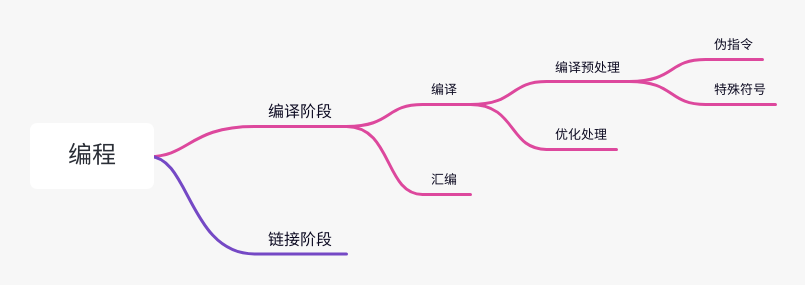 编程
编译阶段
编译
编译预处理
伪指令
特殊符号
优化处理
汇编
链接阶段